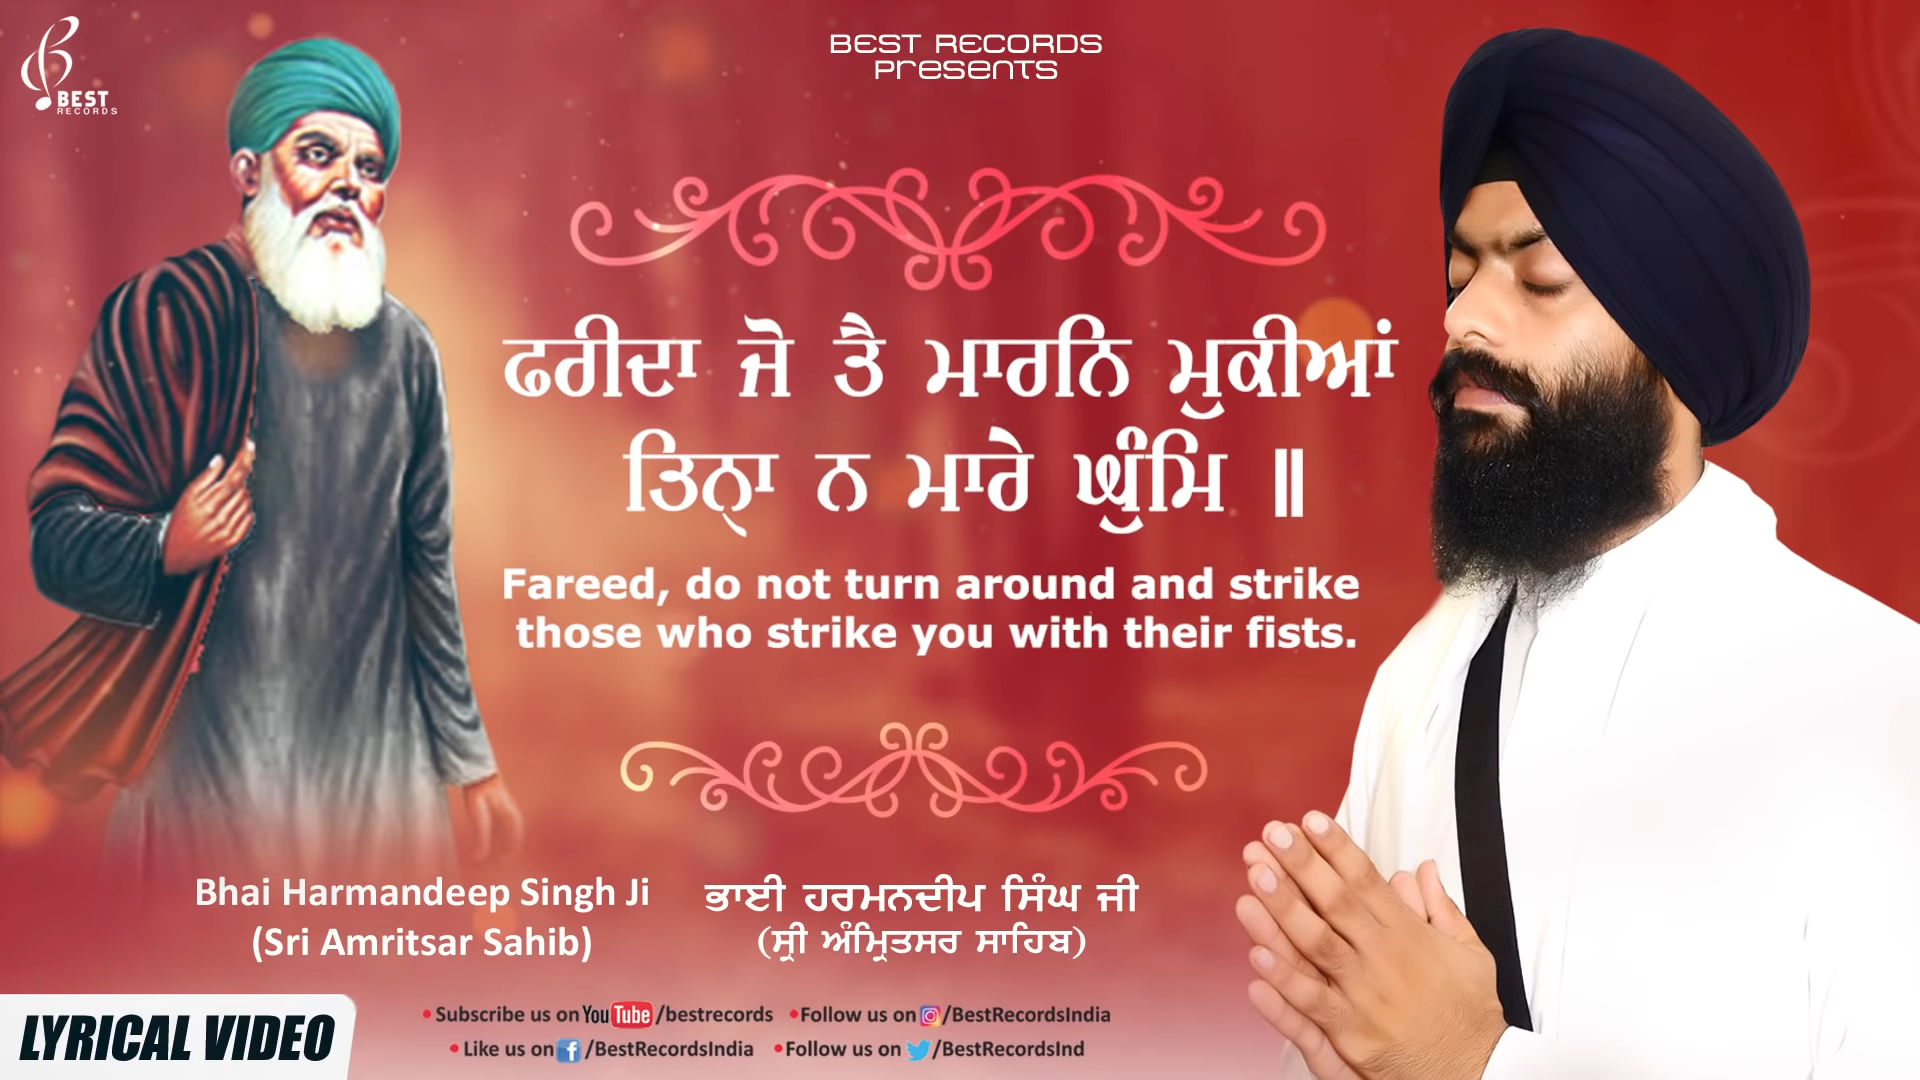 BEST
RECORDS
BEST RECORDS
Presents
ਫਰੀਦਾ ਜੋ ਤੈ ਮਾਰਨਿ ਮੁਕੀਆਂ
ਤਿਨ੍ਹਾ ਨ ਮਾਰੇ ਘੁੰਮਿ ॥
Fareed, do not turn around and strike
those who strike you with their fists.
Bhai Harmandeep Singh Ji
(Sri Amritsar Sahib)
ਭਾਈ ਹਰਮਨਦੀਪ ਸਿੰਘ ਜੀ
(ਸ੍ਰੀ ਅੰਮ੍ਰਿਤਸਰ ਸਾਹਿਬ)
LYRICAL VIDEO
• Subscribe us on YouTube /bestrecords • Follow us on /BestRecordsIndia
• Like us on f /BestRecordsIndia • Follow us on /BestRecordsInd